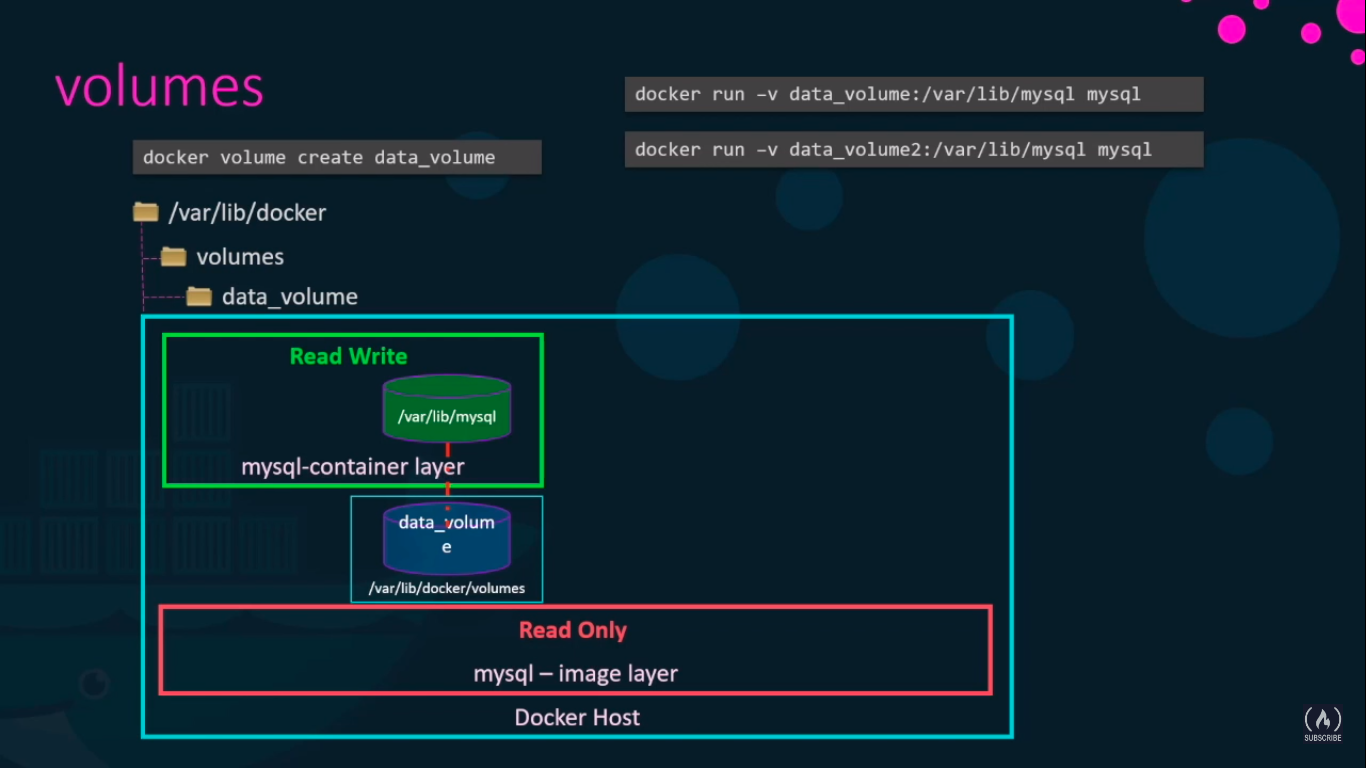 volumes
docker run –v data_volume:/var/lib/mysql mysql
docker volume create data_volume
docker run –v data_volume2:/var/lib/mysql mysql
/var/lib/docker
volumes
data_volume
Read Write
/var/lib/mysql
mysql-container layer
data_volum
e
/var/lib/docker/volumes
Read Only
mysql – image layer
Docker Host
SUBSCRIBE